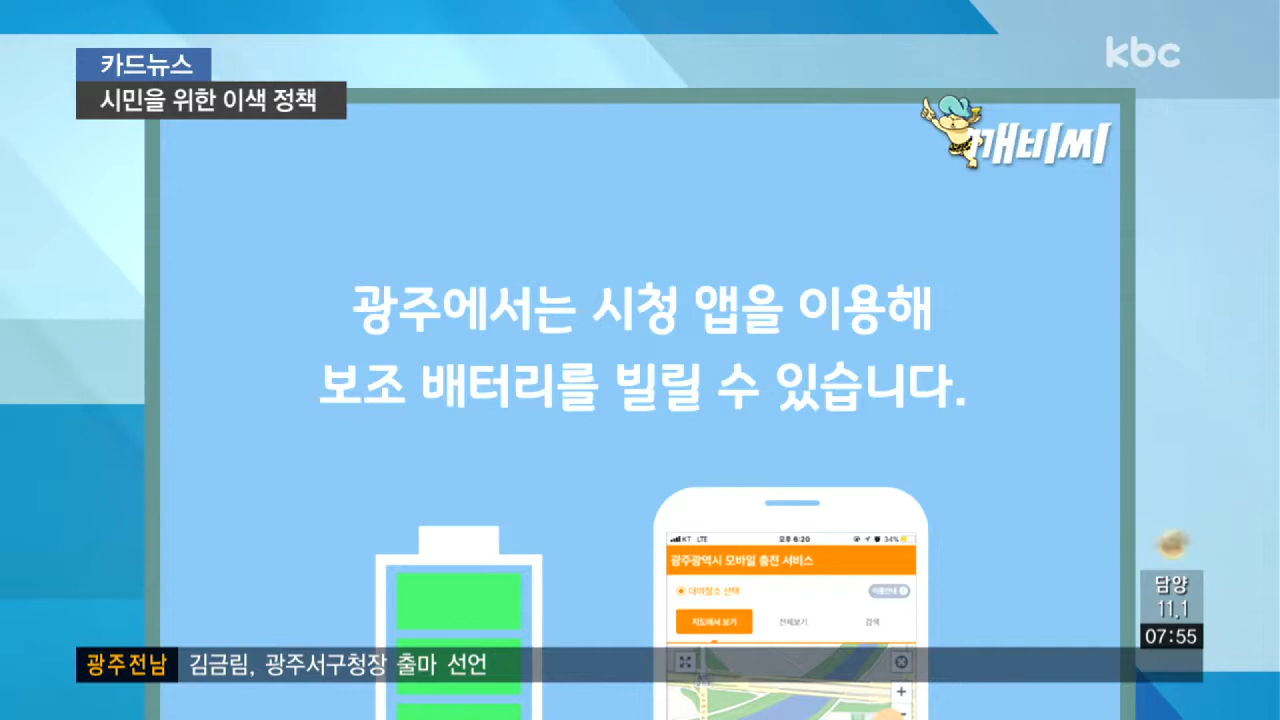 카드뉴스
kbc
시민을 위한 이색 정책
깨티씨
광주에서는 시청 앱을 이용해
보조 배터리를 빌릴 수 있습니다.
KT LTE 오후 6:20 34%
광주광역시 모바일 충전 서비스
대여장소 선택 이용안내
지도에서 보기 전체보기 검색
담양
11.1
07:55
광주전남 김금림, 광주서구청장 출마 선언